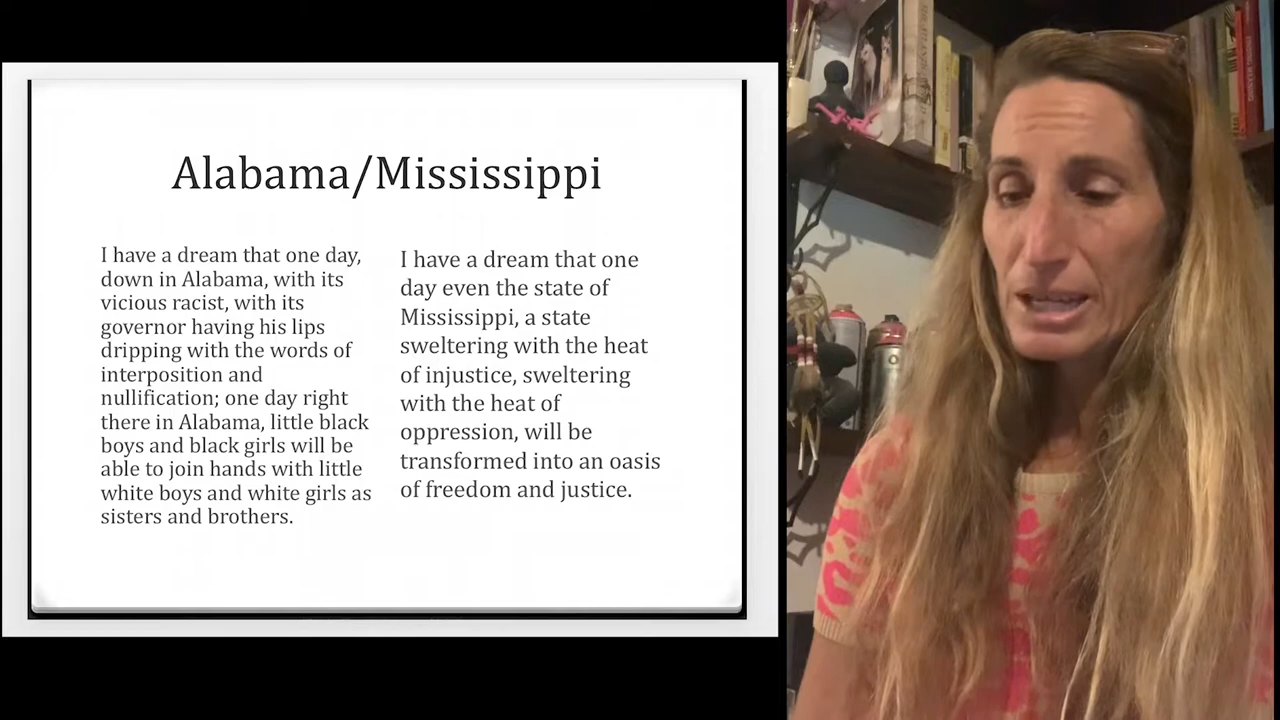 Alabama/Mississippi
I have a dream that one day,
down in Alabama, with its
vicious racist, with its
governor having his lips
dripping with the words of
interposition and
nullification; one day right
there in Alabama, little black
boys and black girls will be
able to join hands with little
white boys and white girls as
sisters and brothers.
I have a dream that one
day even the state of
Mississippi, a state
sweltering with the heat
of injustice, sweltering
with the heat of
oppression, will be
transformed into an oasis
of freedom and justice.